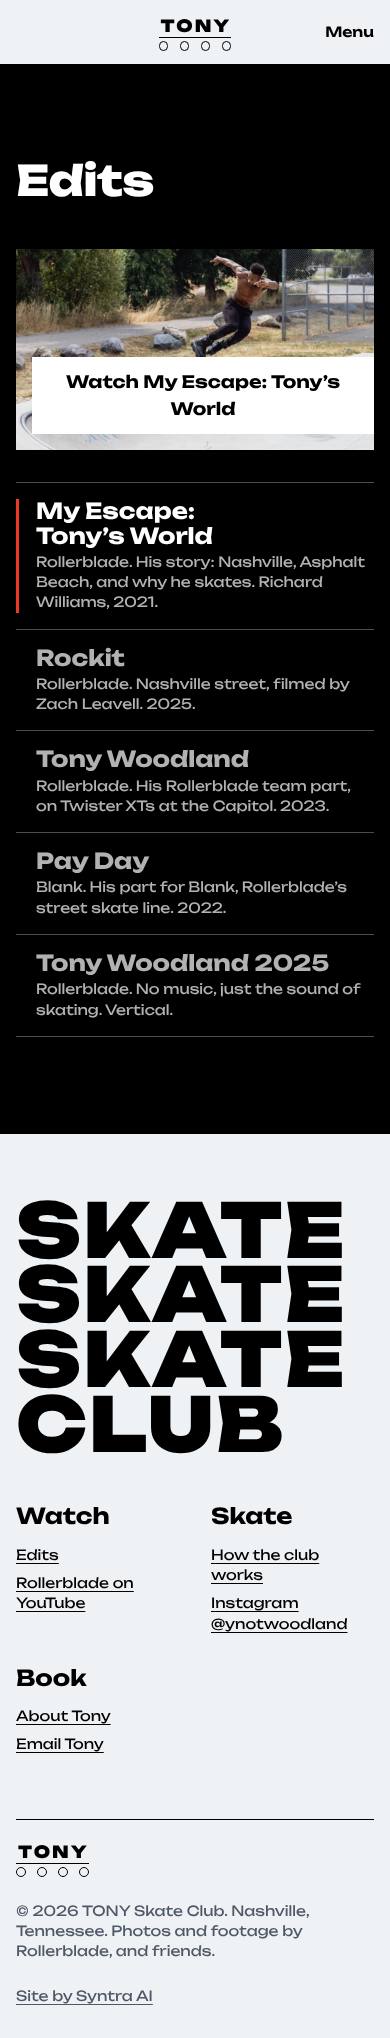 TONY
Menu
Edits
Watch My Escape: Tony’s
World
My Escape:
Tony’s World
Rollerblade. His story: Nashville, Asphalt
Beach, and why he skates. Richard
Williams, 2021.
Rockit
Rollerblade. Nashville street, filmed by
Zach Leavell. 2025.
Tony Woodland
Rollerblade. His Rollerblade team part,
on Twister XTs at the Capitol. 2023.
Pay Day
Blank. His part for Blank, Rollerblade’s
street skate line. 2022.
Tony Woodland 2025
Rollerblade. No music, just the sound of
skating. Vertical.
SKATE
SKATE
SKATE
CLUB
Watch
Edits
Rollerblade on
YouTube
Skate
How the club
works
Instagram
@ynotwoodland
Book
About Tony
Email Tony
TONY
© 2026 TONY Skate Club. Nashville,
Tennessee. Photos and footage by
Rollerblade, and friends.
Site by Syntra AI